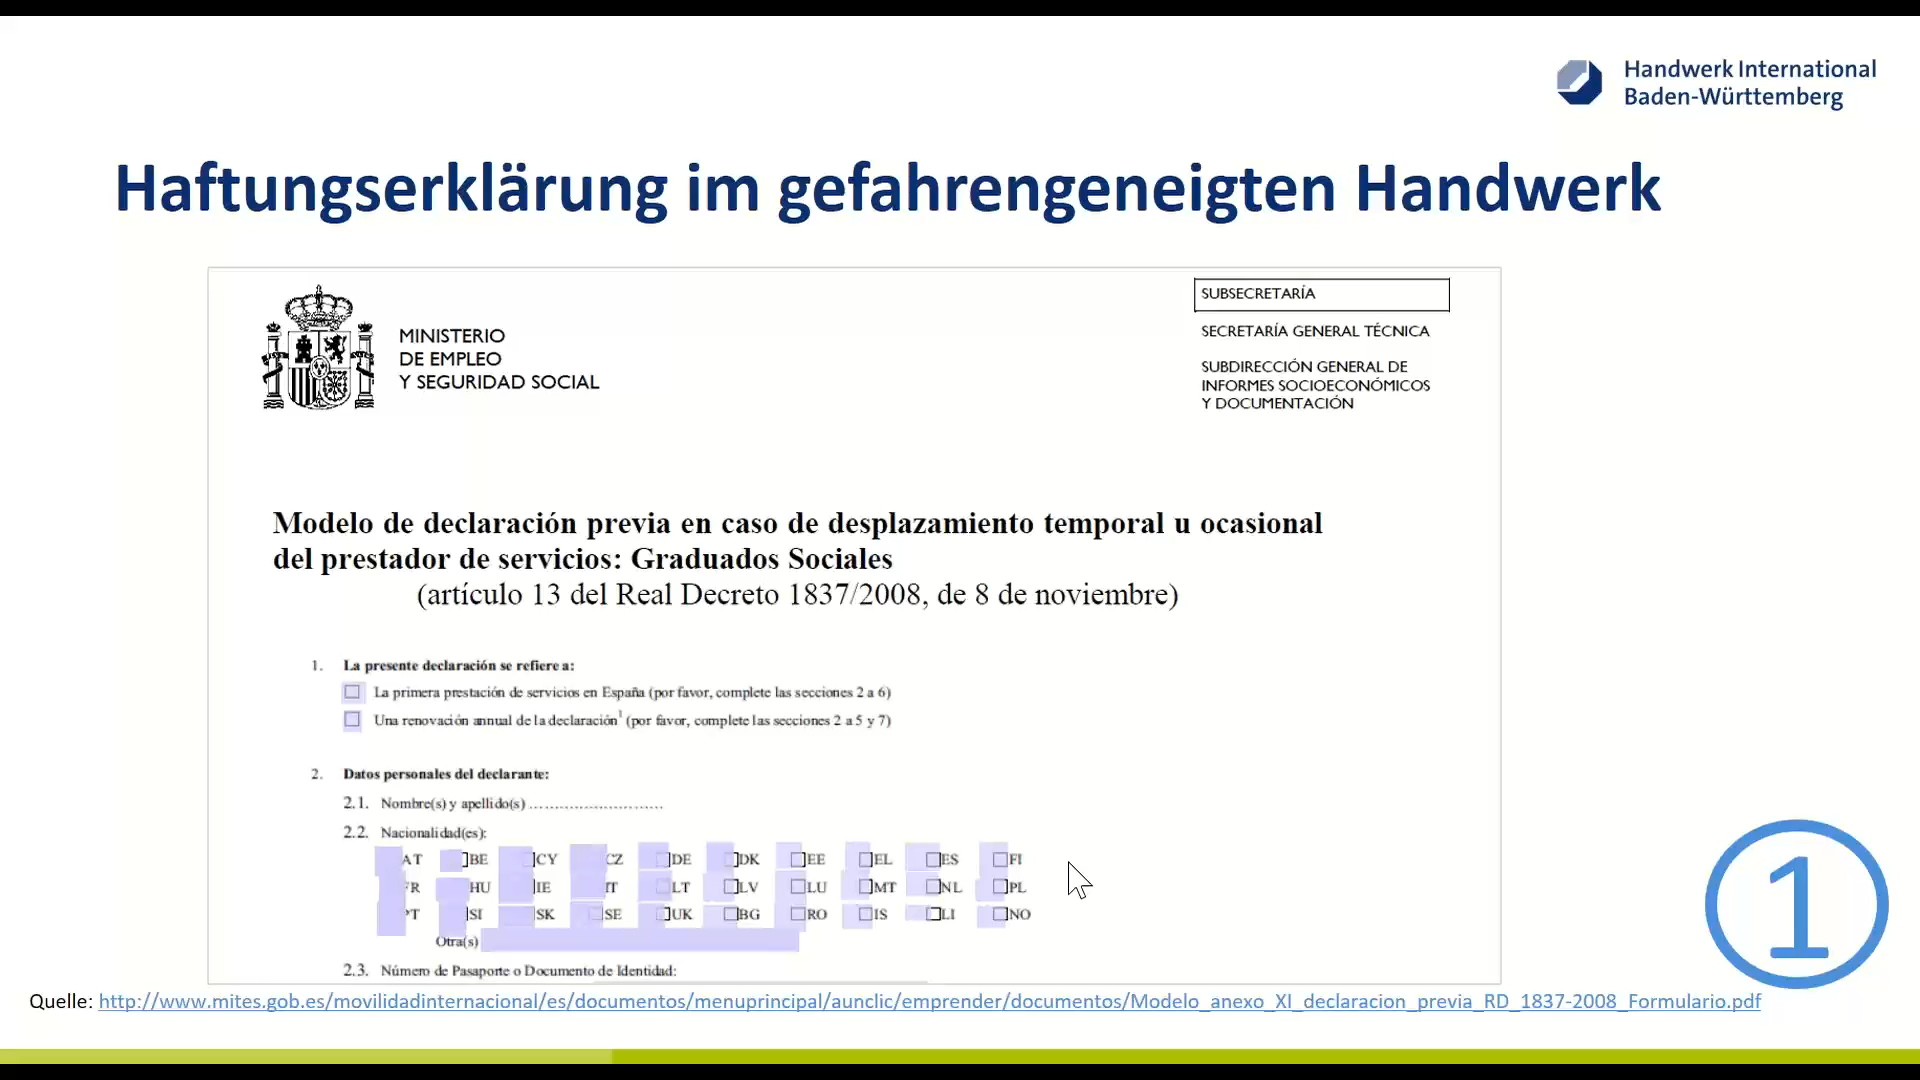 Handwerk International
Baden-Württemberg
Haftungserklärung im gefahrengeneigten Handwerk
MINISTERIO
DE EMPLEO
Y SEGURIDAD SOCIAL
SUBSECRETARÍA
SECRETARÍA GENERAL TÉCNICA
SUBDIRECCIÓN GENERAL DE
INFORMES SOCIOECONÓMICOS
Y DOCUMENTACIÓN
Modelo de declaración previa en caso de desplazamiento temporal u ocasional
del prestador de servicios: Graduados Sociales
(artículo 13 del Real Decreto 1837/2008, de 8 de noviembre)
1. La presente declaración se refiere a:
La primera prestación de servicios en España (por favor, complete las secciones 2 a 6)
Una renovación annual de la declaración¹ (por favor, complete las secciones 2 a 5 y 7)
2. Datos personales del declarante:
2.1. Nombre(s) y apellido(s) ...........................
2.2. Nacionalidad(es):
AT BE CY CZ DE DK EE EL ES FI
FR HU IE IT LT LV LU MT NL PL
PT SI SK SE UK BG RO IS LI NO
Otra(s)
2.3. Número de Pasaporte o Documento de Identidad:
1
Quelle: http://www.mites.gob.es/movilidadinternacional/es/documentos/menuprincipal/aunclic/emprender/documentos/Modelo_anexo_XI_declaracion_previa_RD_1837-2008_Formulario.pdf